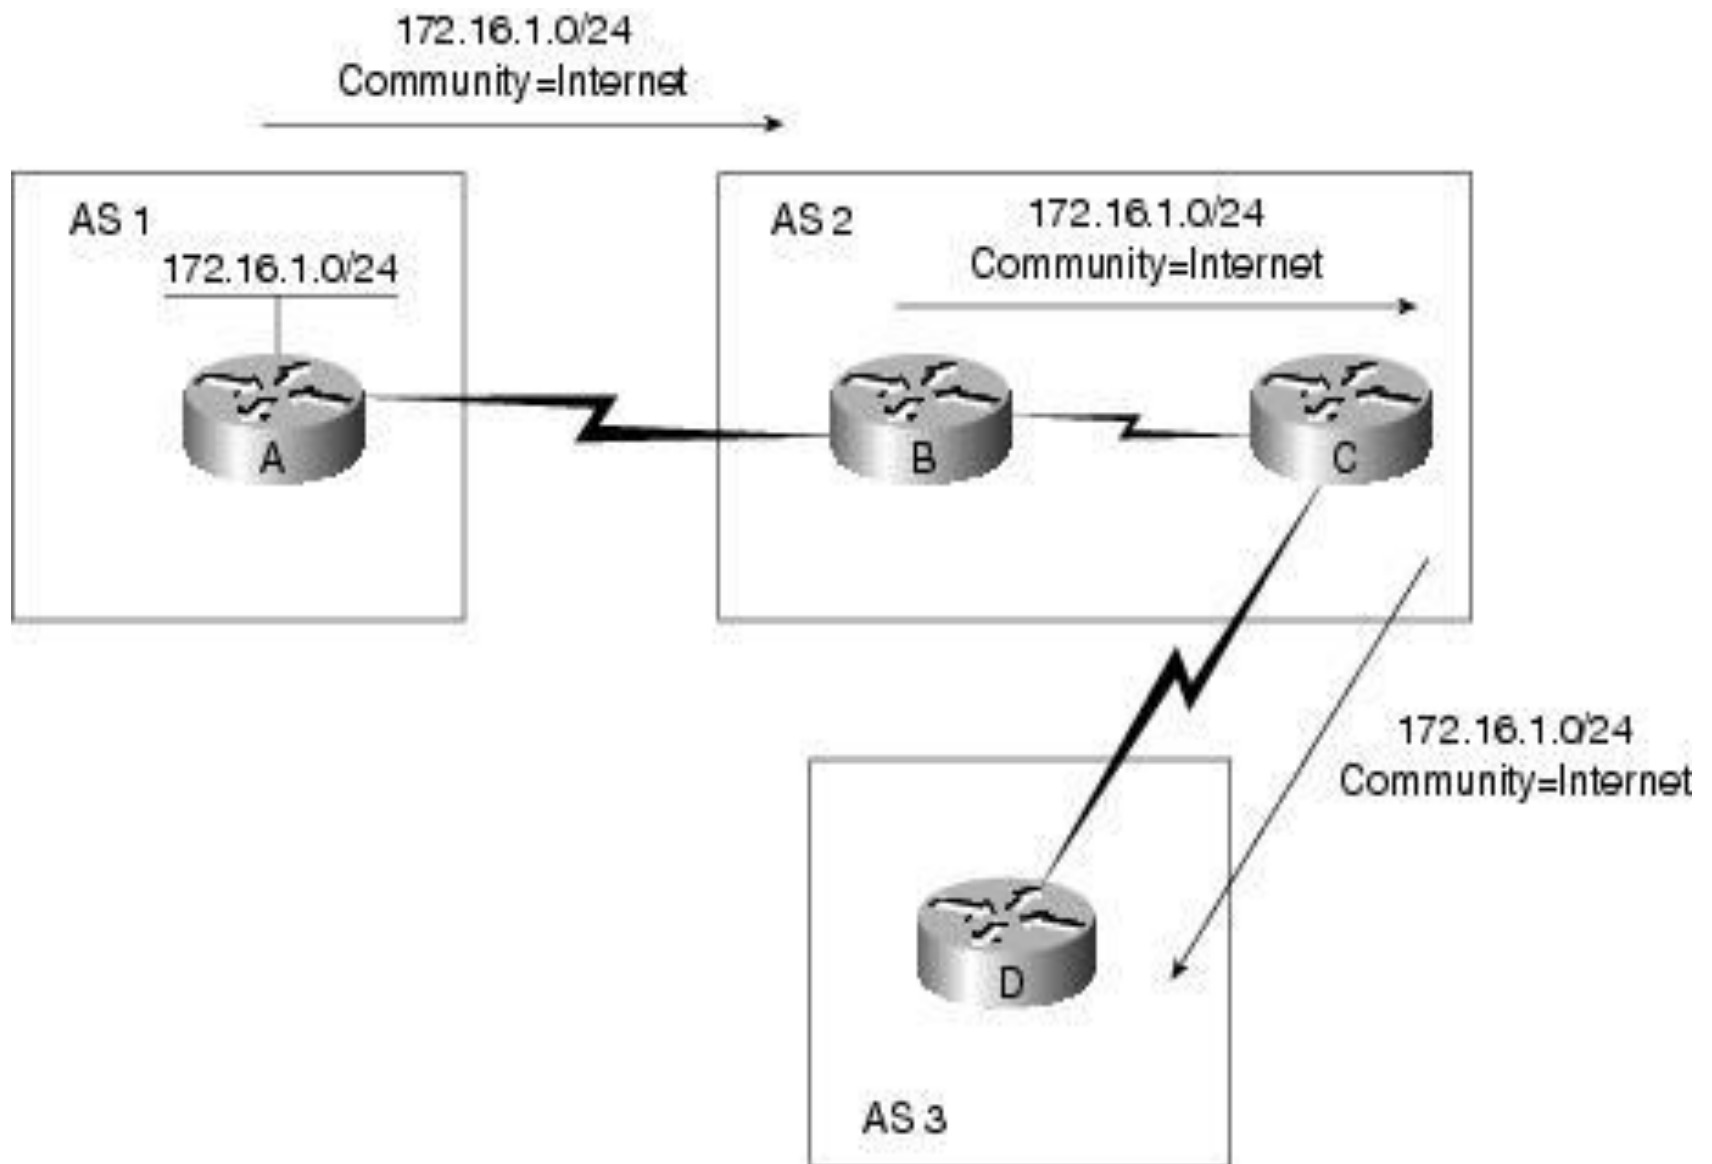 172.16.1.0/24
Community=Internet
AS 1
172.16.1.0/24
A
AS 2
172.16.1.0/24
Community=Internet
B
C
172.16.1.0/24
Community=Internet
D
AS 3